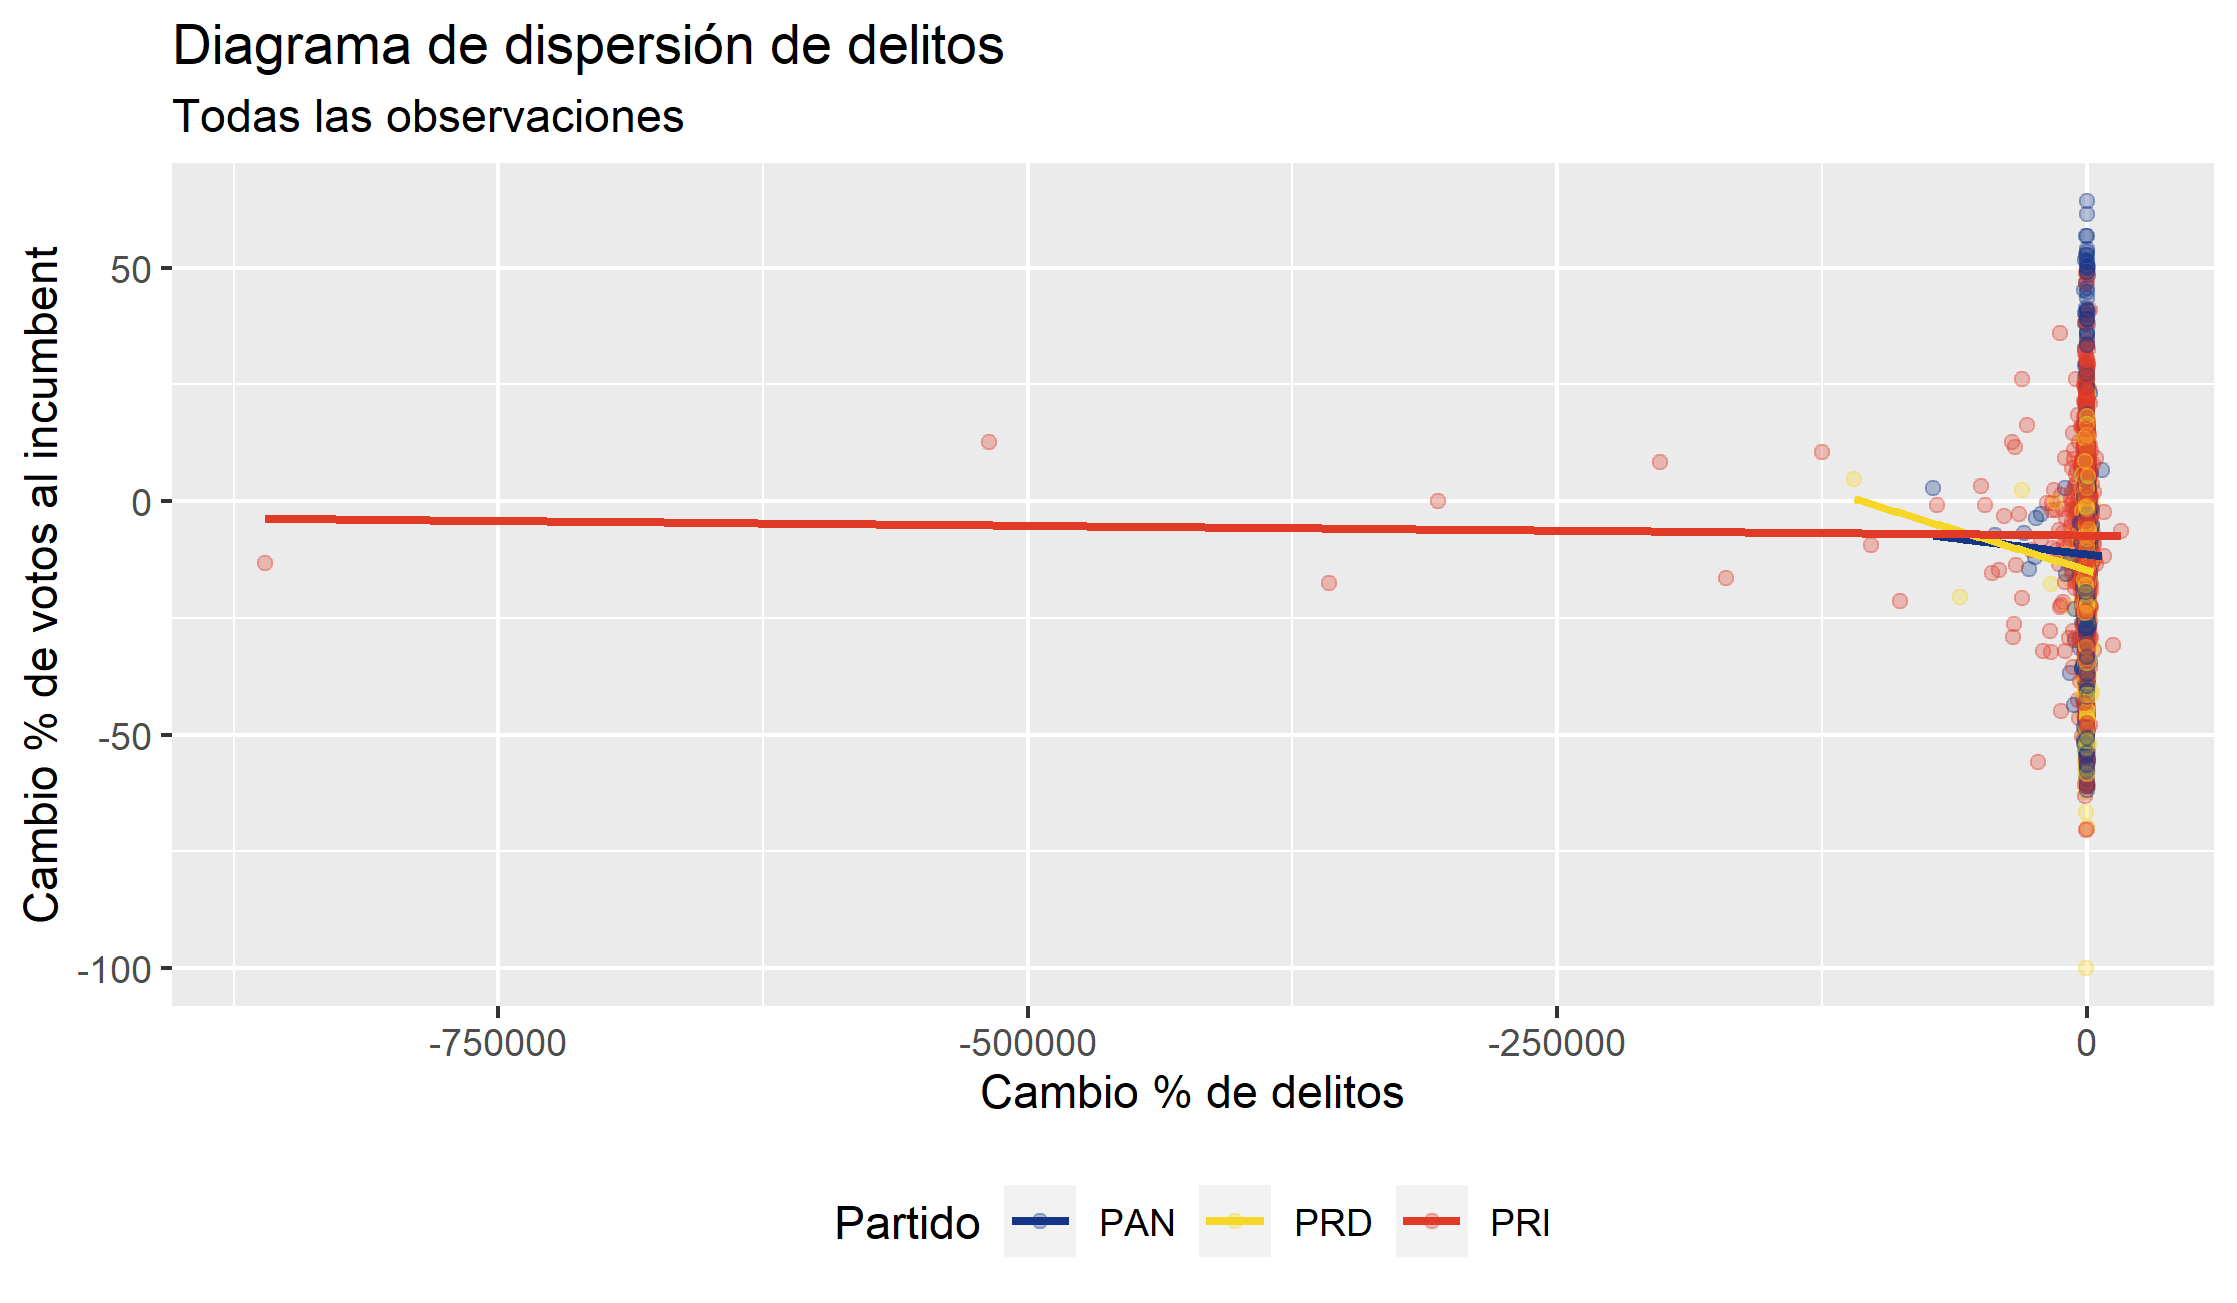 Diagrama de dispersión de delitos
Todas las observaciones
Cambio % de votos al incumbent
50
0
-50
-100
-750000
-500000
-250000
0
Cambio % de delitos
Partido
PAN
PRD
PRI